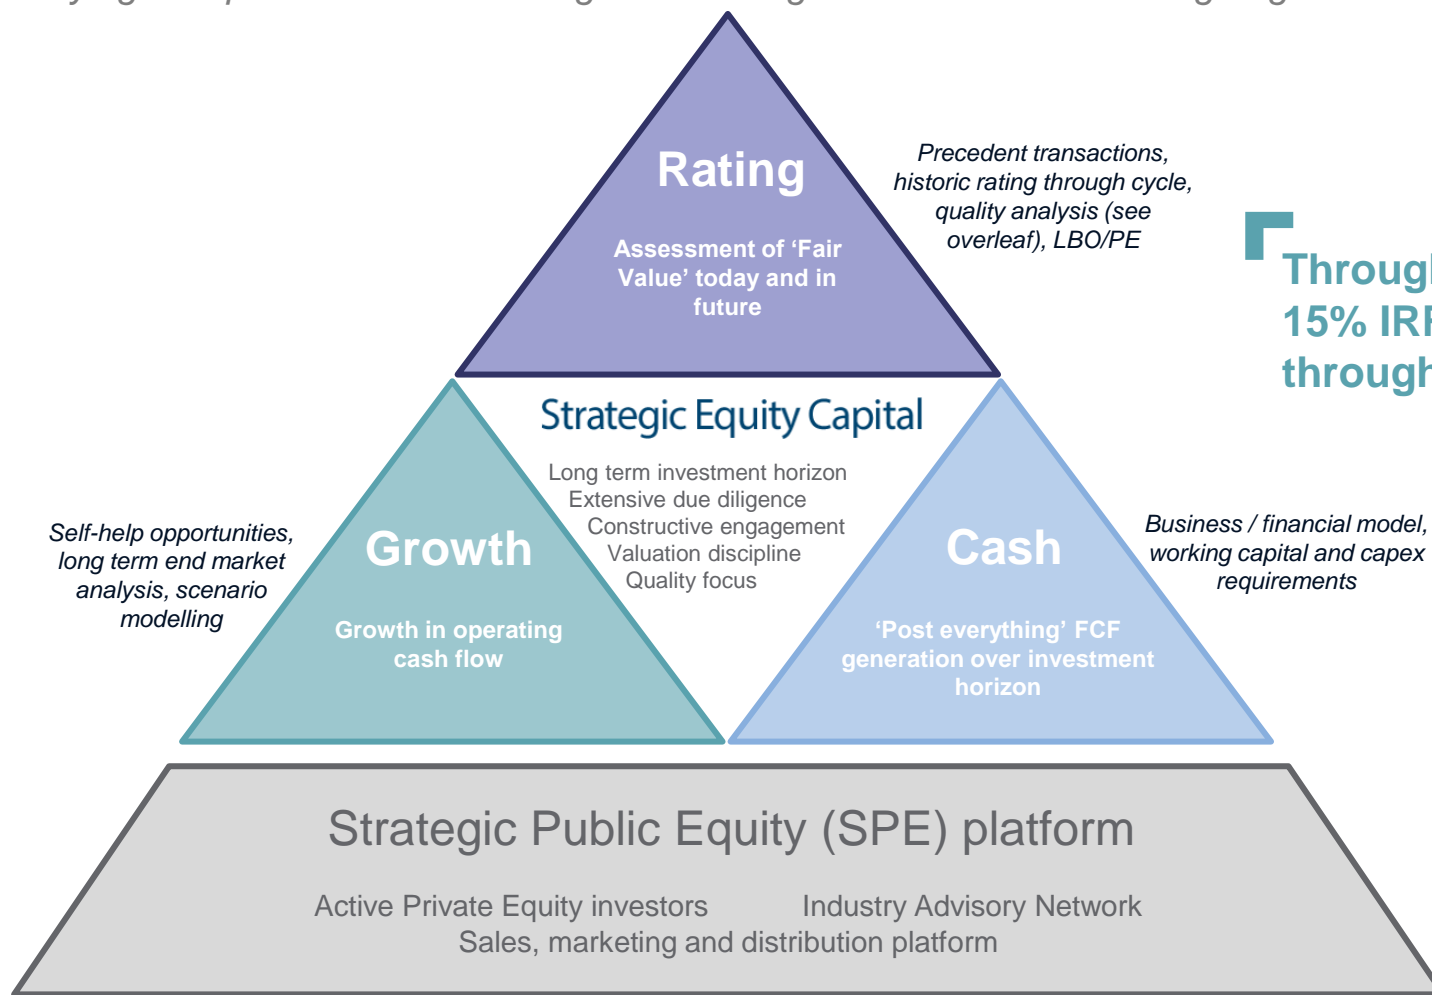 Rating
Assessment of ‘Fair
Value’ today and in
future
Precedent transactions,
historic rating through cycle,
quality analysis (see
overleaf), LBO/PE
15%
through
Strategic Equity Capital
Long term investment horizon
Extensive due diligence
Constructive engagement
Valuation discipline
Quality focus
Self-help opportunities,
long term end market
analysis, scenario
modelling
Growth
Growth in operating
cash flow
Cash
‘Post everything’ FCF
generation over investment
horizon
Business / financial model,
working capital and capex
requirements
Strategic Public Equity (SPE) platform
Active Private Equity investors Industry Advisory Network
Sales, marketing and distribution platform